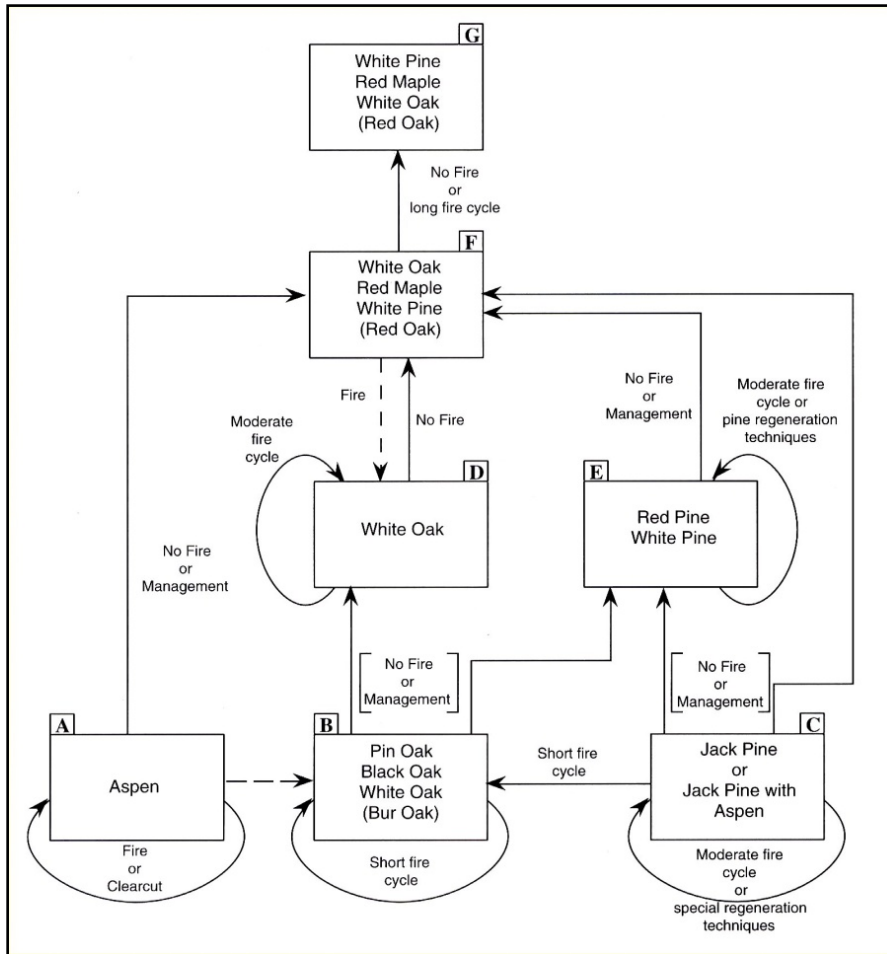 G
White Pine
Red Maple
White Oak
(Red Oak)
No Fire
or
long fire cycle
F
White Oak
Red Maple
White Pine
(Red Oak)
Fire
No Fire
No Fire
or
Management
Moderate fire
cycle or
pine regeneration
techniques
Moderate
fire
cycle
D
White Oak
E
Red Pine
White Pine
No Fire
or
Management
No Fire
or
Management
No Fire
or
Management
A
Aspen
B
Pin Oak
Black Oak
White Oak
(Bur Oak)
Short fire
cycle
C
Jack Pine
or
Jack Pine with
Aspen
Fire
or
Clearcut
Short fire
cycle
Moderate fire
cycle
or
special regeneration
techniques